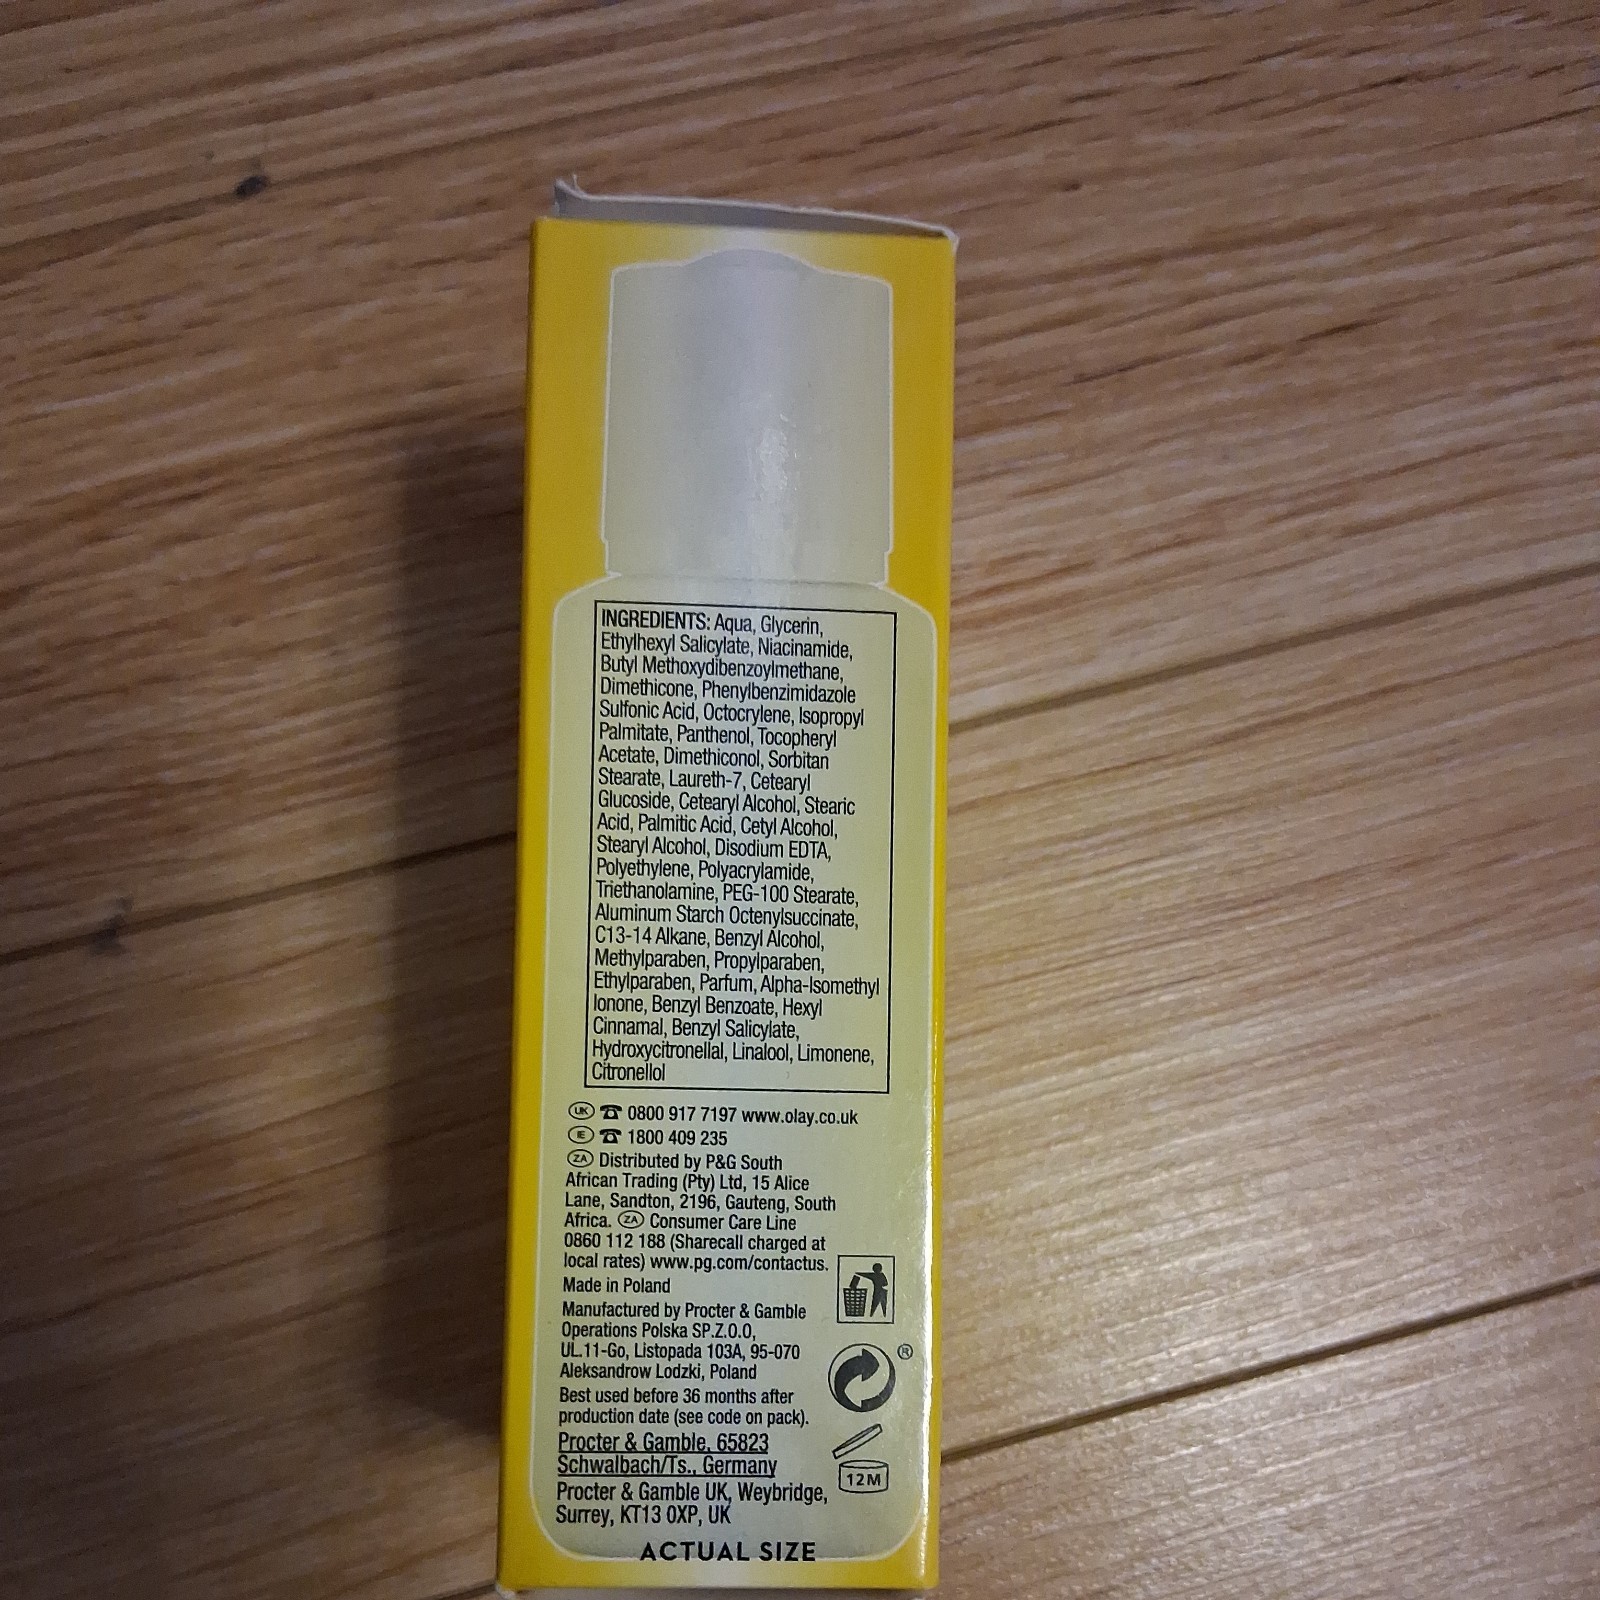 INGREDIENTS: Aqua, Glycerin,
Ethylhexyl Salicylate, Niacinamide,
Butyl Methoxydibenzoylmethane,
Dimethicone, Phenylbenzimidazole
Sulfonic Acid, Octocrylene, Isopropyl
Palmitate, Panthenol, Tocopheryl
Acetate, Dimethiconol, Sorbitan
Stearate, Laureth-7, Cetearyl
Glucoside, Cetearyl Alcohol, Stearic
Acid, Palmitic Acid, Cetyl Alcohol,
Stearyl Alcohol, Disodium EDTA,
Polyethylene, Polyacrylamide,
Triethanolamine, PEG-100 Stearate,
Aluminum Starch Octenylsuccinate,
C13-14 Alkane, Benzyl Alcohol,
Methylparaben, Propylparaben,
Ethylparaben, Parfum, Alpha-Isomethyl
Ionone, Benzyl Benzoate, Hexyl
Cinnamal, Benzyl Salicylate,
Hydroxycitronellal, Linalool, Limonene,
Citronellol
UK ☎ 0800 917 7197 www.olay.co.uk
IE ☎ 1800 409 235
ZA Distributed by P&G South
African Trading (Pty) Ltd, 15 Alice
Lane, Sandton, 2196, Gauteng, South
Africa. ZA Consumer Care Line
0860 112 188 (Sharecall charged at
local rates) www.pg.com/contactus.
Made in Poland
Manufactured by Procter & Gamble
Operations Polska SP.Z.O.O,
UL.11-Go, Listopada 103A, 95-070
Aleksandrow Lodzki, Poland
®
Best used before 36 months after
production date (see code on pack).
Procter & Gamble, 65823
Schwalbach/Ts., Germany
12M
Procter & Gamble UK, Weybridge,
Surrey, KT13 0XP, UK
ACTUAL SIZE